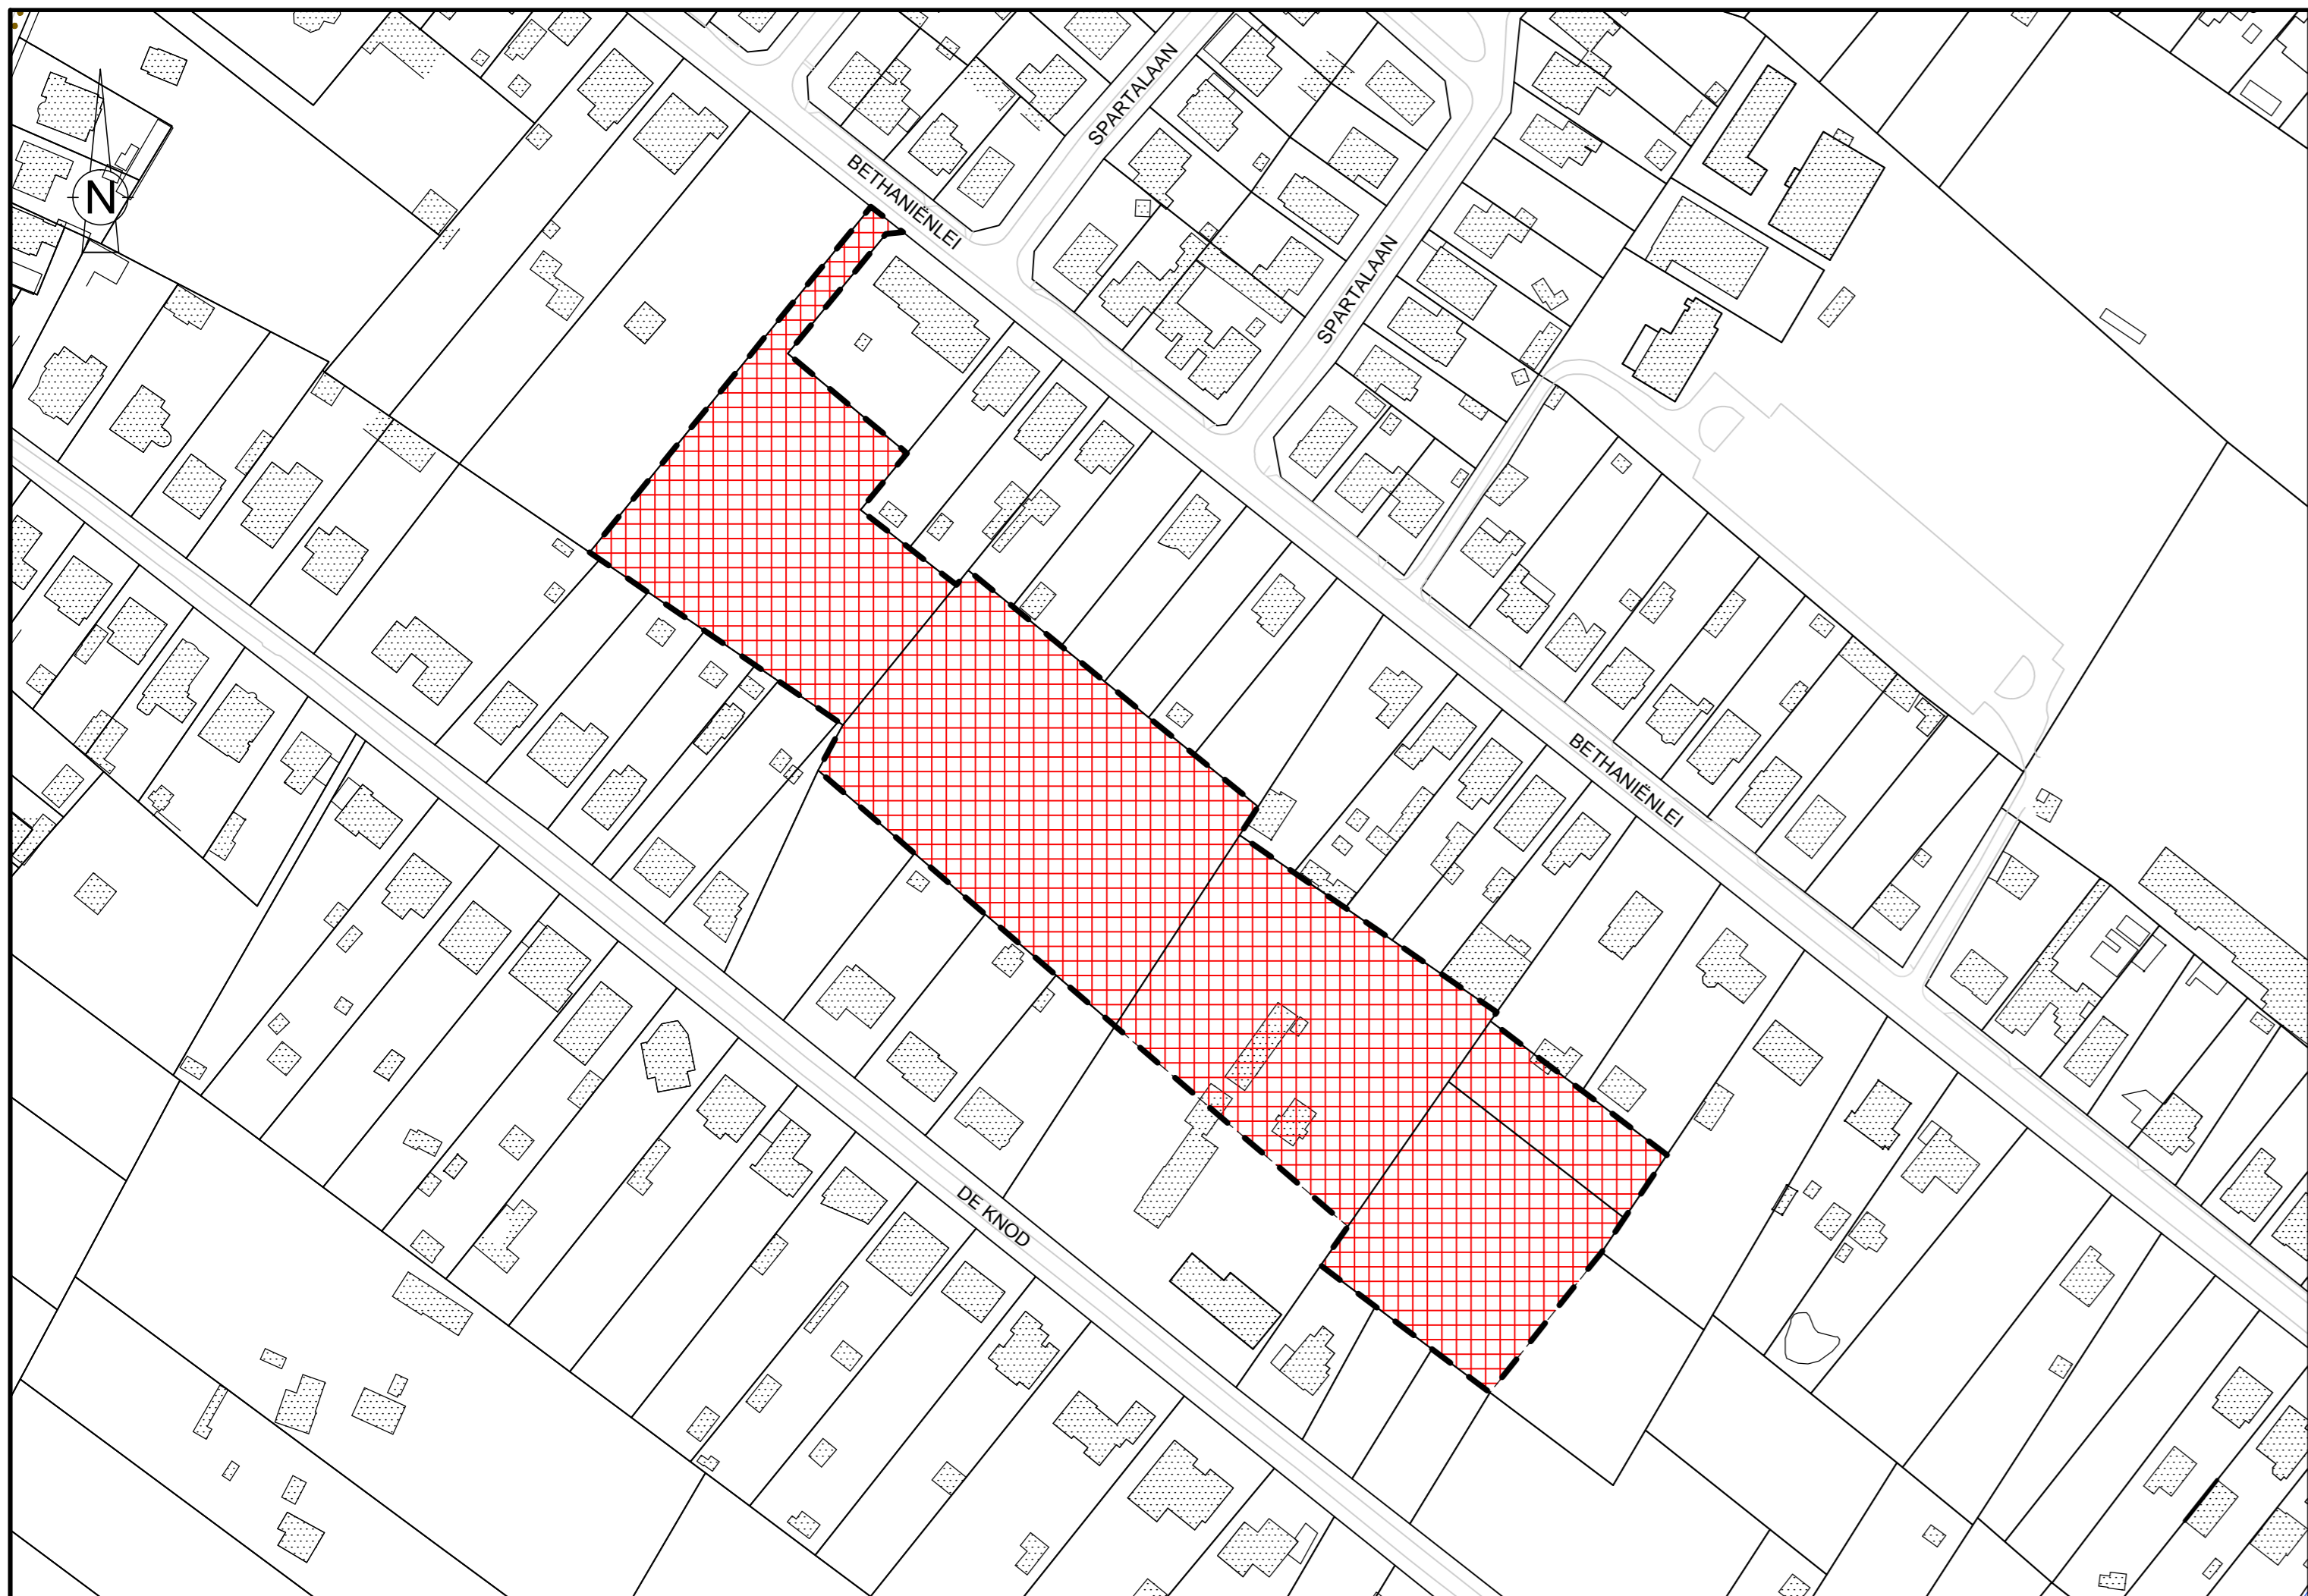 SPARTALAAN
BETHANIËNLEI
N
SPARTALAAN
BETHANIËNLEI
DE KNOD